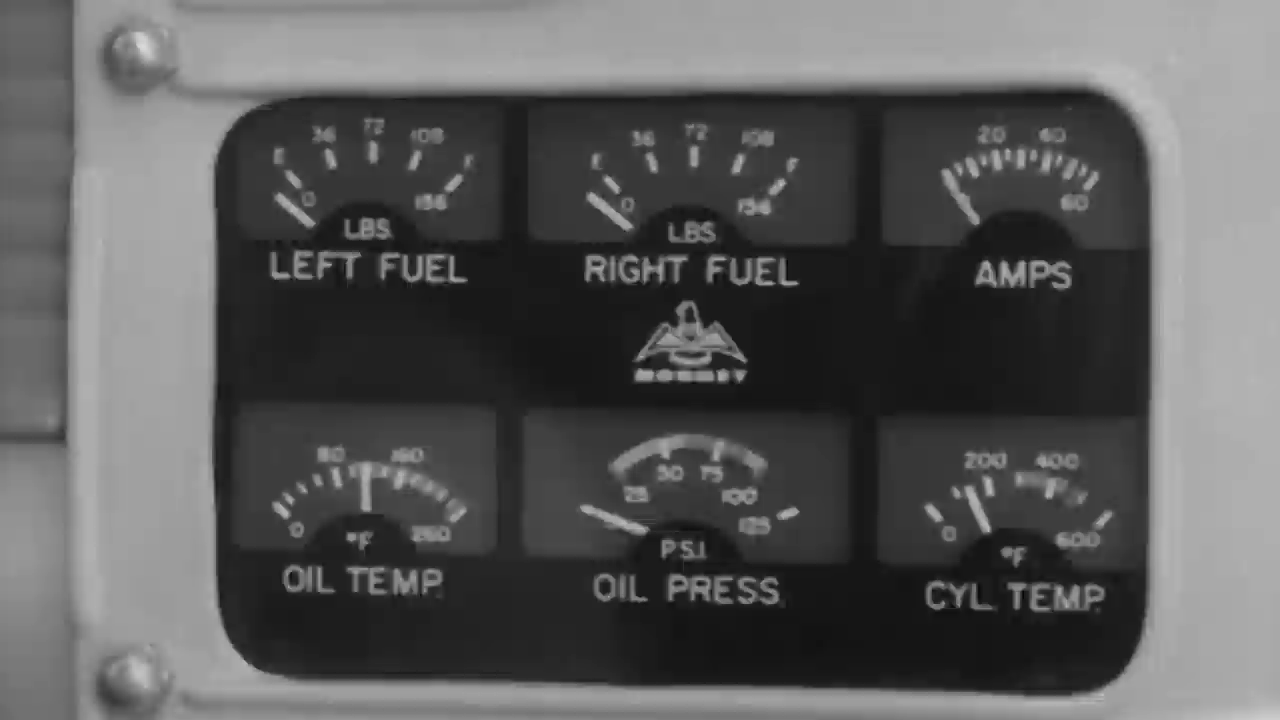 E 36 72 108 F
0 156
LBS.
LEFT FUEL
E 36 72 108 F
0 156
LBS.
RIGHT FUEL
20 40
60
AMPS
MOONEY
80 160
0 260
°F
OIL TEMP.
50 75
25 100
125
P.S.I.
OIL PRESS.
200 400
0 600
°F
CYL. TEMP.